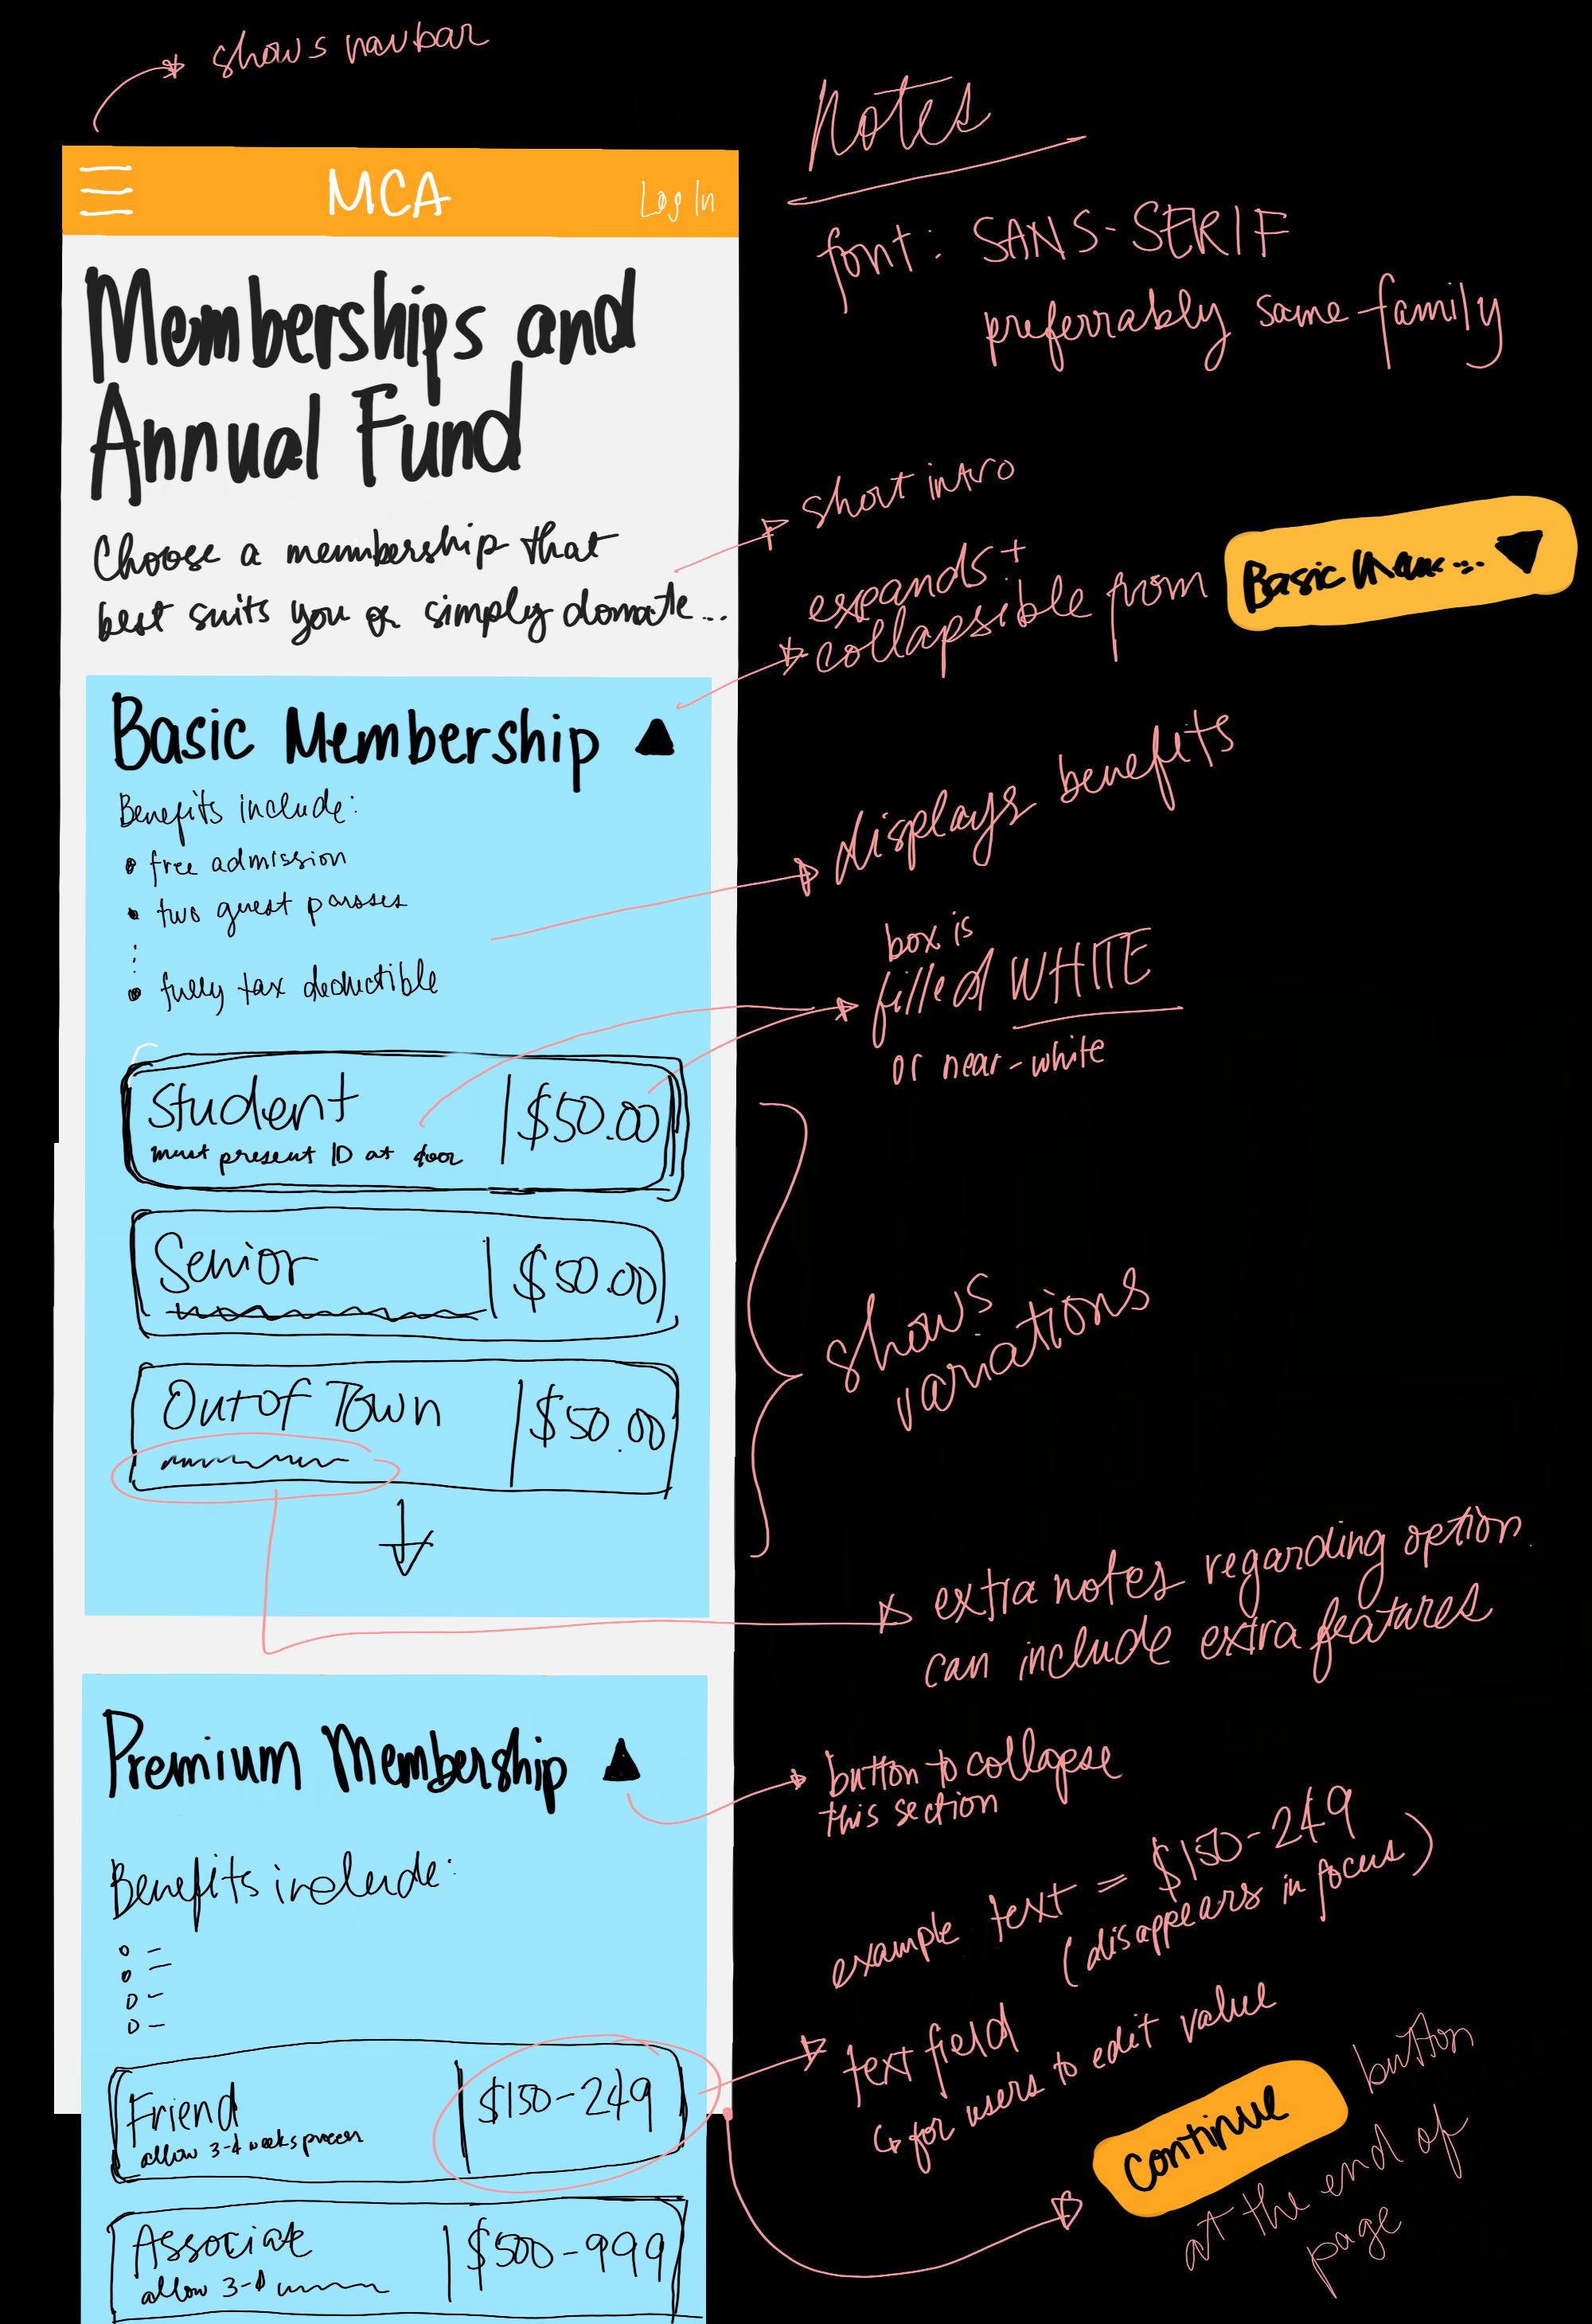 shows navbar
MCA
Log In
Memberships and
Annual Fund
Choose a membership that
best suits you or simply donate...
Basic Membership
Benefits include:
free admission
two guest passes
fully tax deductible
Student
must present ID at door
$50.00
Senior
$50.00
Out of Town
$50.00
Premium Membership
Benefits include:
Friend
allow 3-4 weeks process
$150-249
Associate
allow 3-4
$500-999
Notes
font: SANS-SERIF
preferrably same family
short intro
expands +
collapsible from
Basic Mem...
displays benefits
box is
filled WHITE
or near-white
shows
variations
extra notes regarding option.
can include extra features
button to collapse
this section
example text = $150-249
(disappears in focus)
text field
for users to edit value
Continue
button
at the end of
page